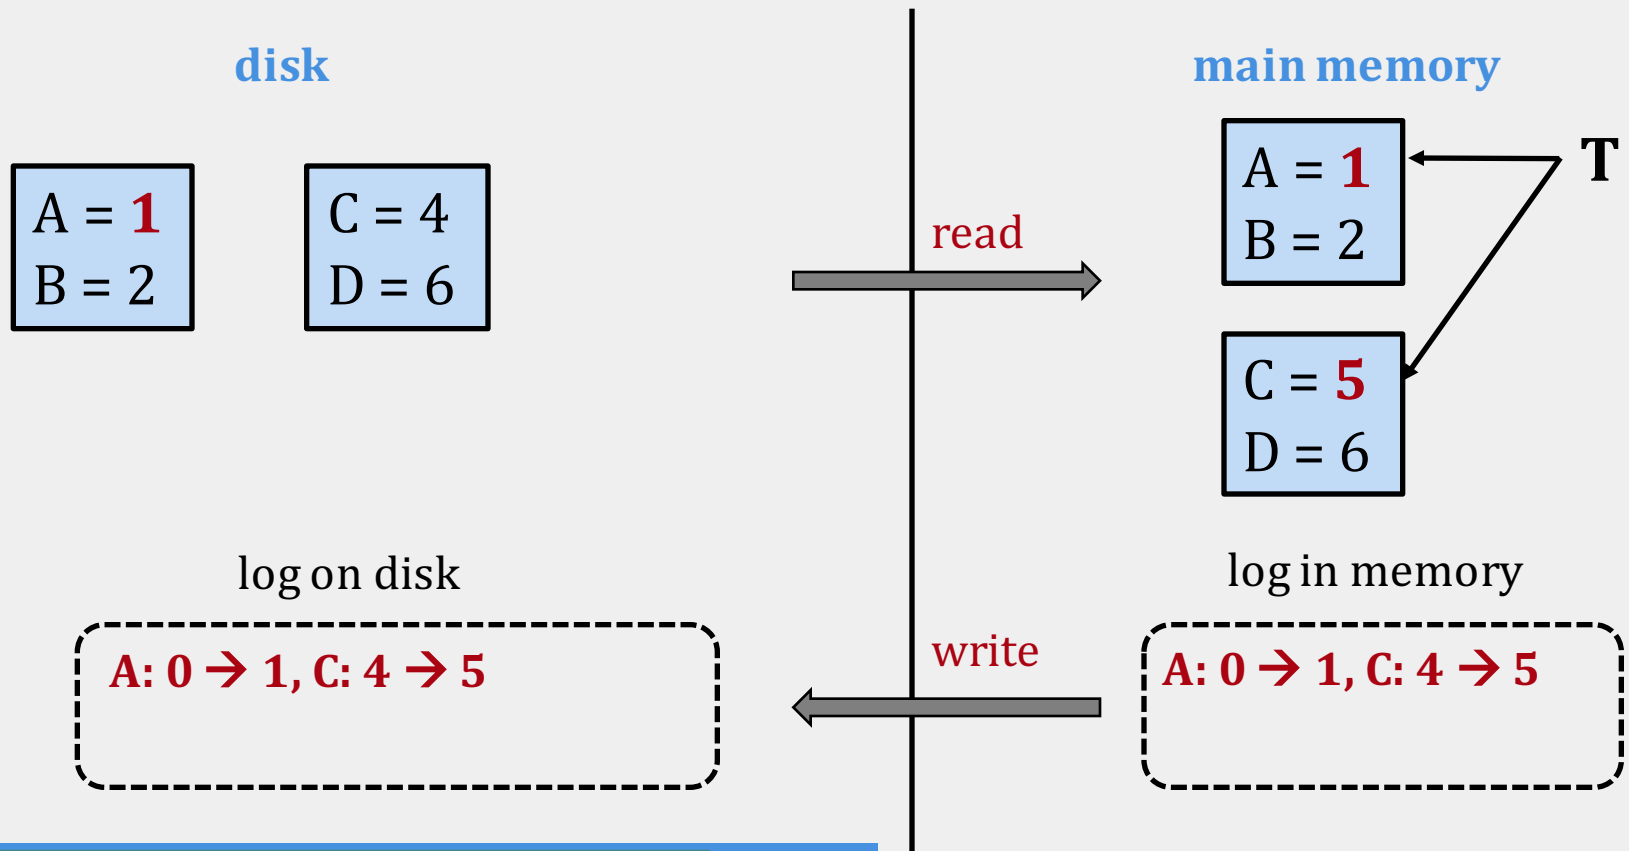 disk
A = 1
B = 2
C = 4
D = 6
log on disk
A: 0 → 1, C: 4 → 5
read
write
main memory
A = 1
B = 2
T
C = 5
D = 6
log in memory
A: 0 → 1, C: 4 → 5